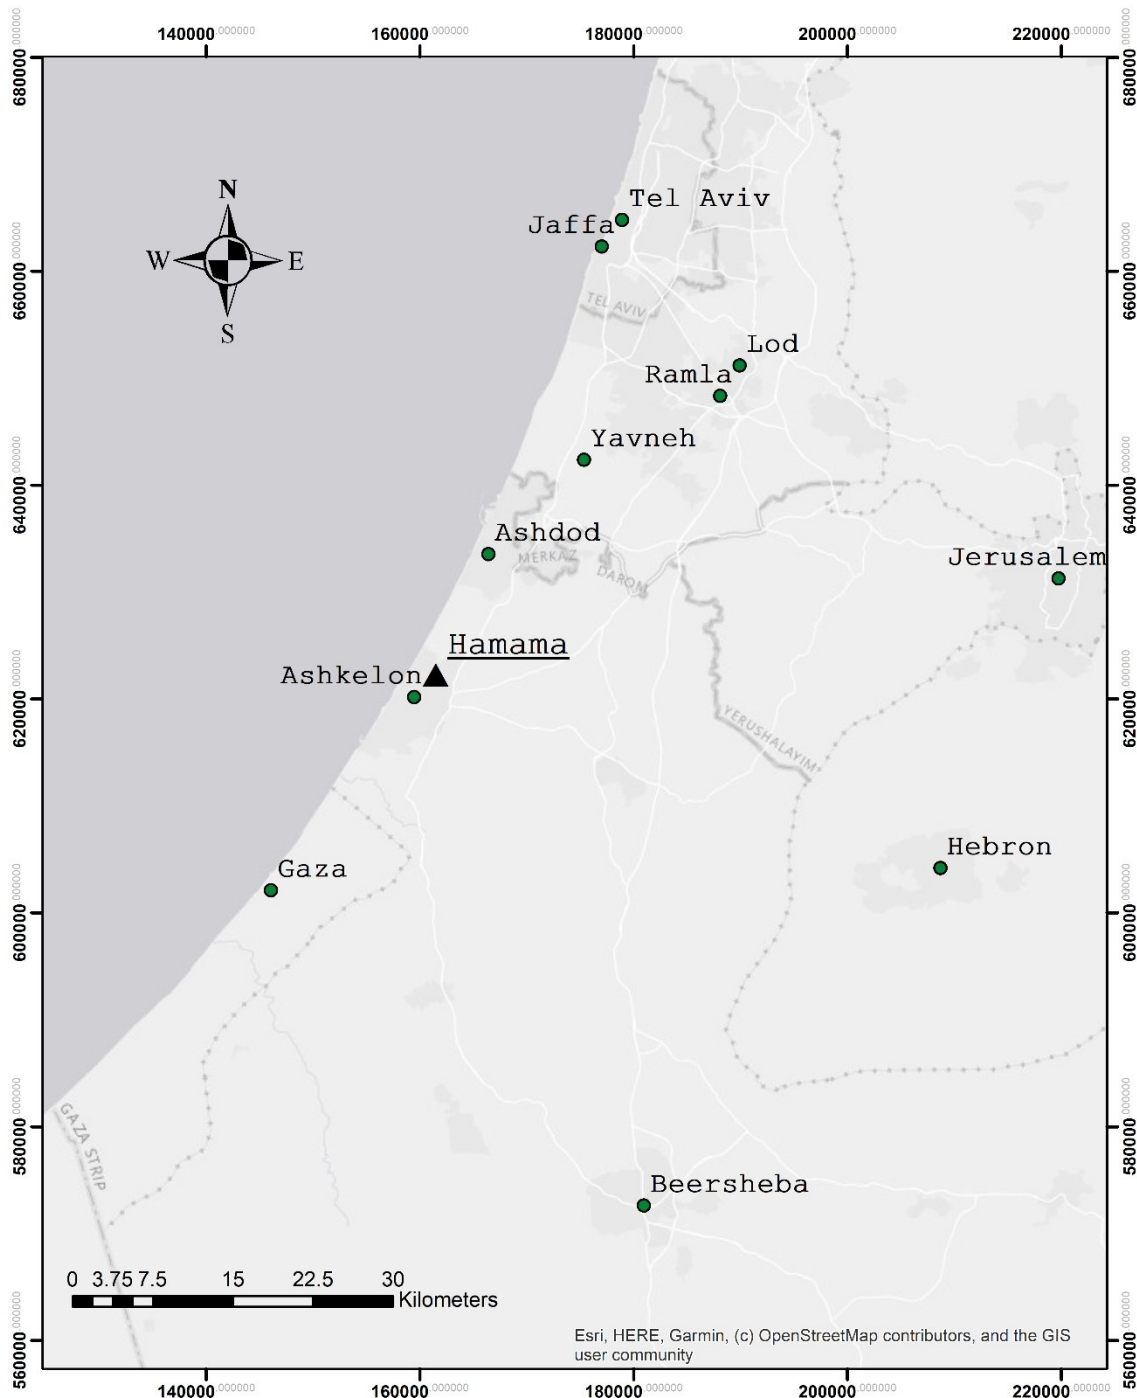 140000.000000 160000.000000 180000.000000 200000.000000 220000.000000
680000.000000 680000.000000
N
W E
S
Tel Aviv
Jaffa
660000.000000 660000.000000
TEL AVIV
Lod
Ramla
Yavneh
640000.000000 640000.000000
Ashdod
MERKAZ
DAROM
Jerusalem
Hamama
Ashkelon
620000.000000 620000.000000
YERUSHALAYIM
Hebron
Gaza
600000.000000 600000.000000
GAZA STRIP
580000.000000 580000.000000
Beersheba
0 3.75 7.5 15 22.5 30
Kilometers
Esri, HERE, Garmin, (c) OpenStreetMap contributors, and the GIS
user community
560000.000000 560000.000000
140000.000000 160000.000000 180000.000000 200000.000000 220000.000000